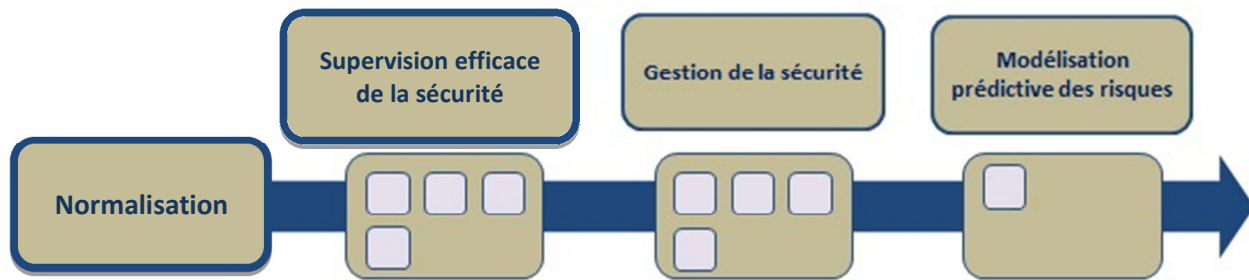 Supervision efficace
de la sécurité
Gestion de la sécurité
Modélisation
prédictive des risques
Normalisation